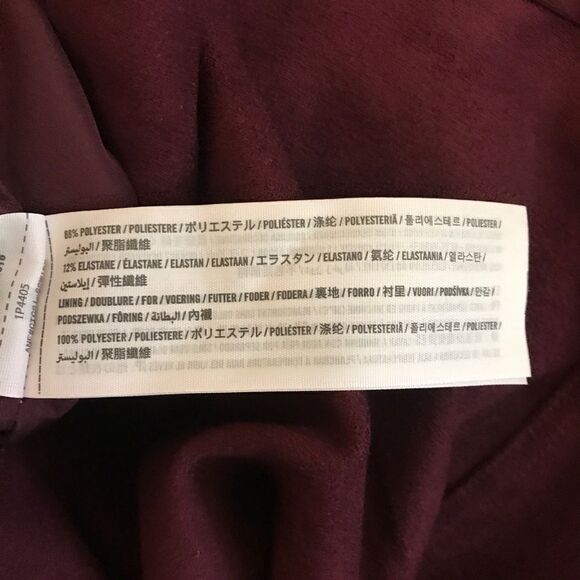 88% POLYESTER / POLIESTERE / ポリエステル / POLIÉSTER / 涤纶 / POLYESTERIÄ / 폴리에스테르 / POLIESTER /
البوليستر / 聚脂纖維
12% ELASTANE / ÉLASTANE / ELASTAN / ELASTAAN / エラスタン / ELASTANO / 氨纶 / ELASTAANIA / 엘라스탄 /
إيلاستين / 彈性纖維
LINING / DOUBLURE / FOR / VOERING / FUTTER / FODER / FODERA / 裏地 / FORRO / 衬里 / VUORI / PODŠÍVKA / 안감 /
PODSZEWKA / FÖRING / البطانة / 內襯
100% POLYESTER / POLIESTERE / ポリエステル / POLIÉSTER / 涤纶 / POLYESTERIÄ / 폴리에스테르 / POLIESTER
البوليستر / 聚脂纖維
1P4405